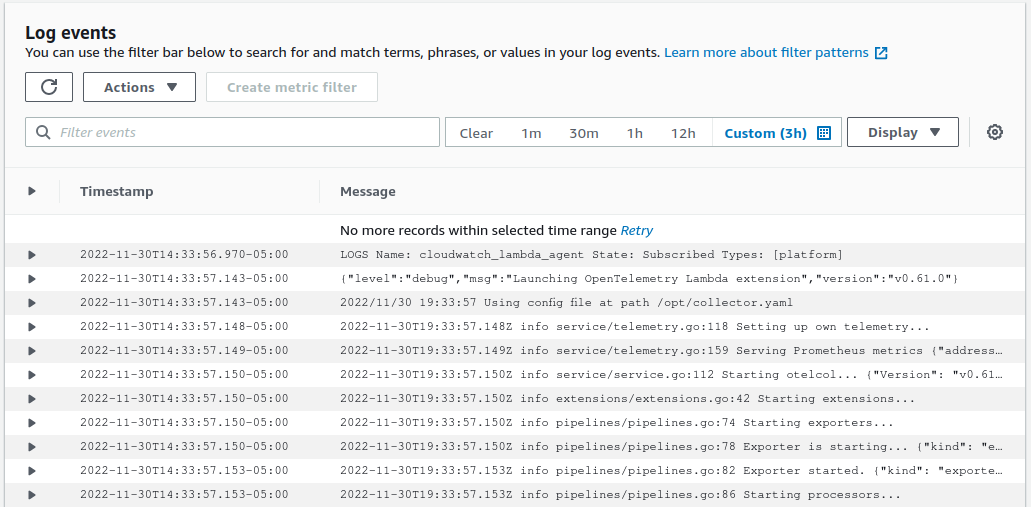 Log events
You can use the filter bar below to search for and match terms, phrases, or values in your log events. Learn more about filter patterns
Actions Create metric filter
Filter events Clear 1m 30m 1h 12h Custom (3h) Display
Timestamp Message
No more records within selected time range Retry
2022-11-30T14:33:56.970-05:00 LOGS Name: cloudwatch_lambda_agent State: Subscribed Types: [platform]
2022-11-30T14:33:57.143-05:00 {"level":"debug","msg":"Launching OpenTelemetry Lambda extension","version":"v0.61.0"}
2022-11-30T14:33:57.143-05:00 2022/11/30 19:33:57 Using config file at path /opt/collector.yaml
2022-11-30T14:33:57.148-05:00 2022-11-30T19:33:57.148Z info service/telemetry.go:118 Setting up own telemetry...
2022-11-30T14:33:57.149-05:00 2022-11-30T19:33:57.149Z info service/telemetry.go:159 Serving Prometheus metrics {"address…
2022-11-30T14:33:57.150-05:00 2022-11-30T19:33:57.150Z info service/service.go:112 Starting otelcol... {"Version": "v0.61…
2022-11-30T14:33:57.150-05:00 2022-11-30T19:33:57.150Z info extensions/extensions.go:42 Starting extensions...
2022-11-30T14:33:57.150-05:00 2022-11-30T19:33:57.150Z info pipelines/pipelines.go:74 Starting exporters...
2022-11-30T14:33:57.150-05:00 2022-11-30T19:33:57.150Z info pipelines/pipelines.go:78 Exporter is starting... {"kind": "e…
2022-11-30T14:33:57.153-05:00 2022-11-30T19:33:57.153Z info pipelines/pipelines.go:82 Exporter started. {"kind": "exporte…
2022-11-30T14:33:57.153-05:00 2022-11-30T19:33:57.153Z info pipelines/pipelines.go:86 Starting processors...